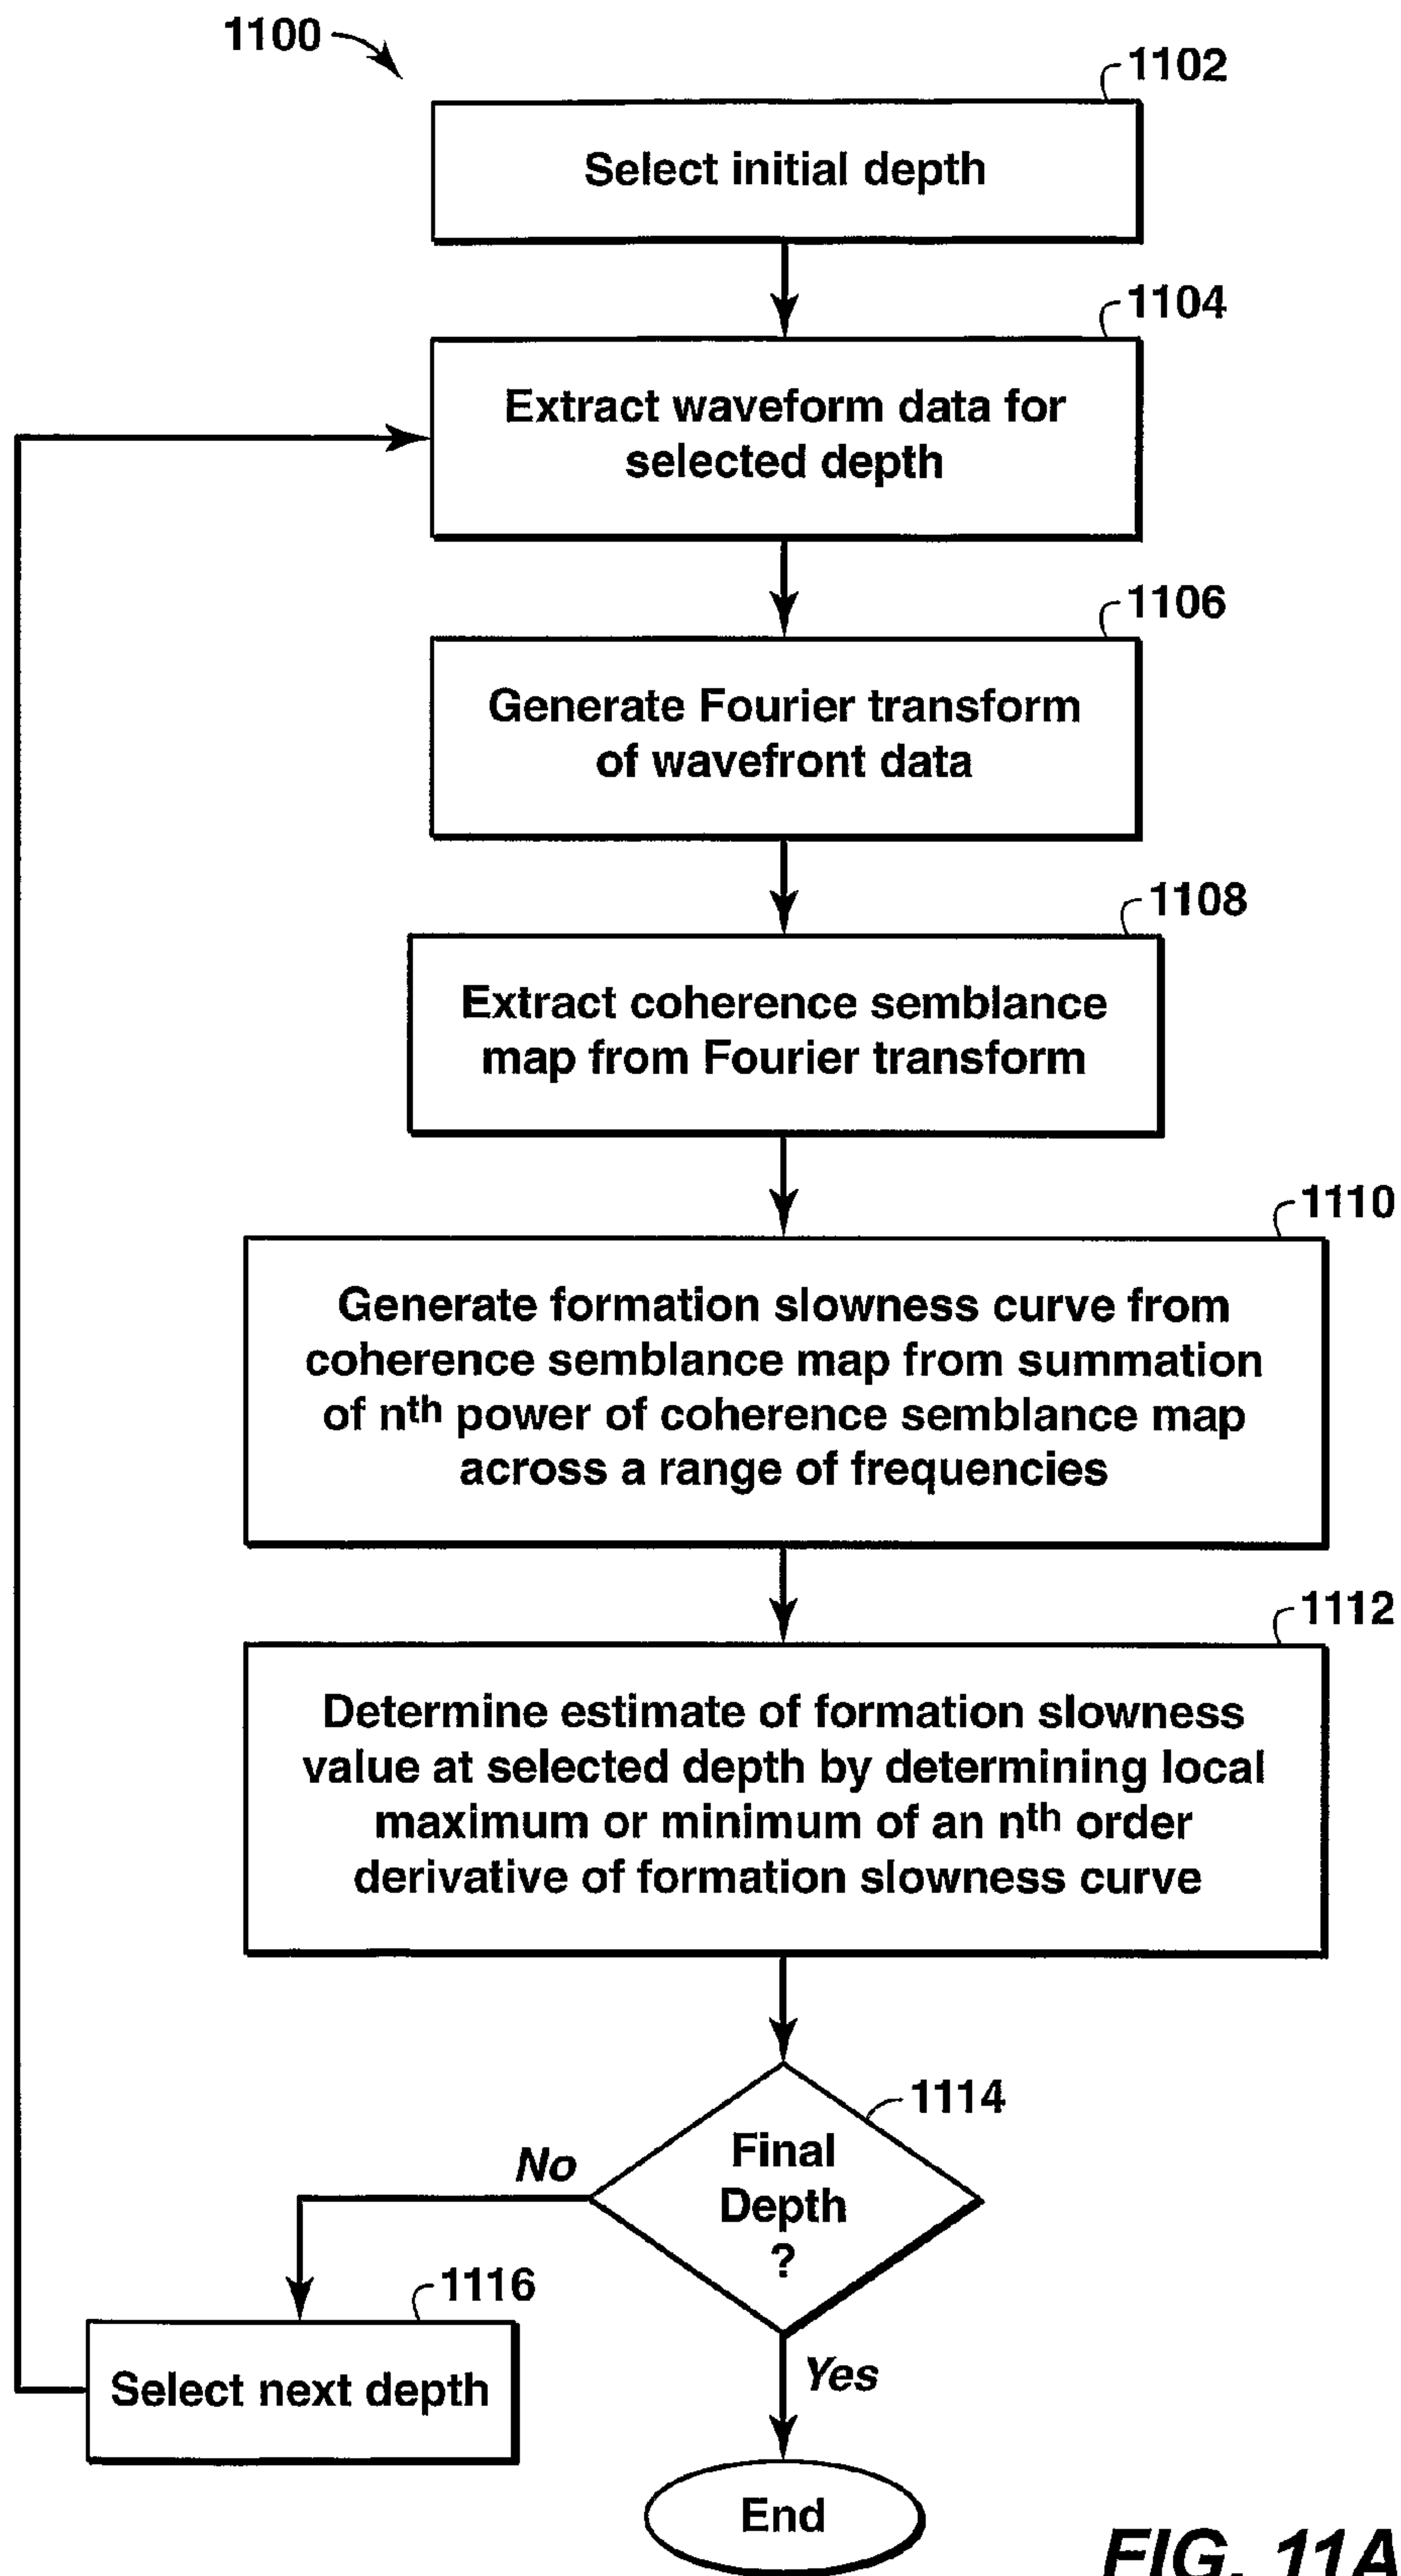 1100
1102
Select initial depth
1104
Extract waveform data for
selected depth
1106
Generate Fourier transform
of wavefront data
1108
Extract coherence semblance
map from Fourier transform
1110
Generate formation slowness curve from
coherence semblance map from summation
of nth power of coherence semblance map
across a range of frequencies
1112
Determine estimate of formation slowness
value at selected depth by determining local
maximum or minimum of an nth order
derivative of formation slowness curve
1114
Final
Depth
?
No
1116
Select next depth
Yes
End
FIG. 11A